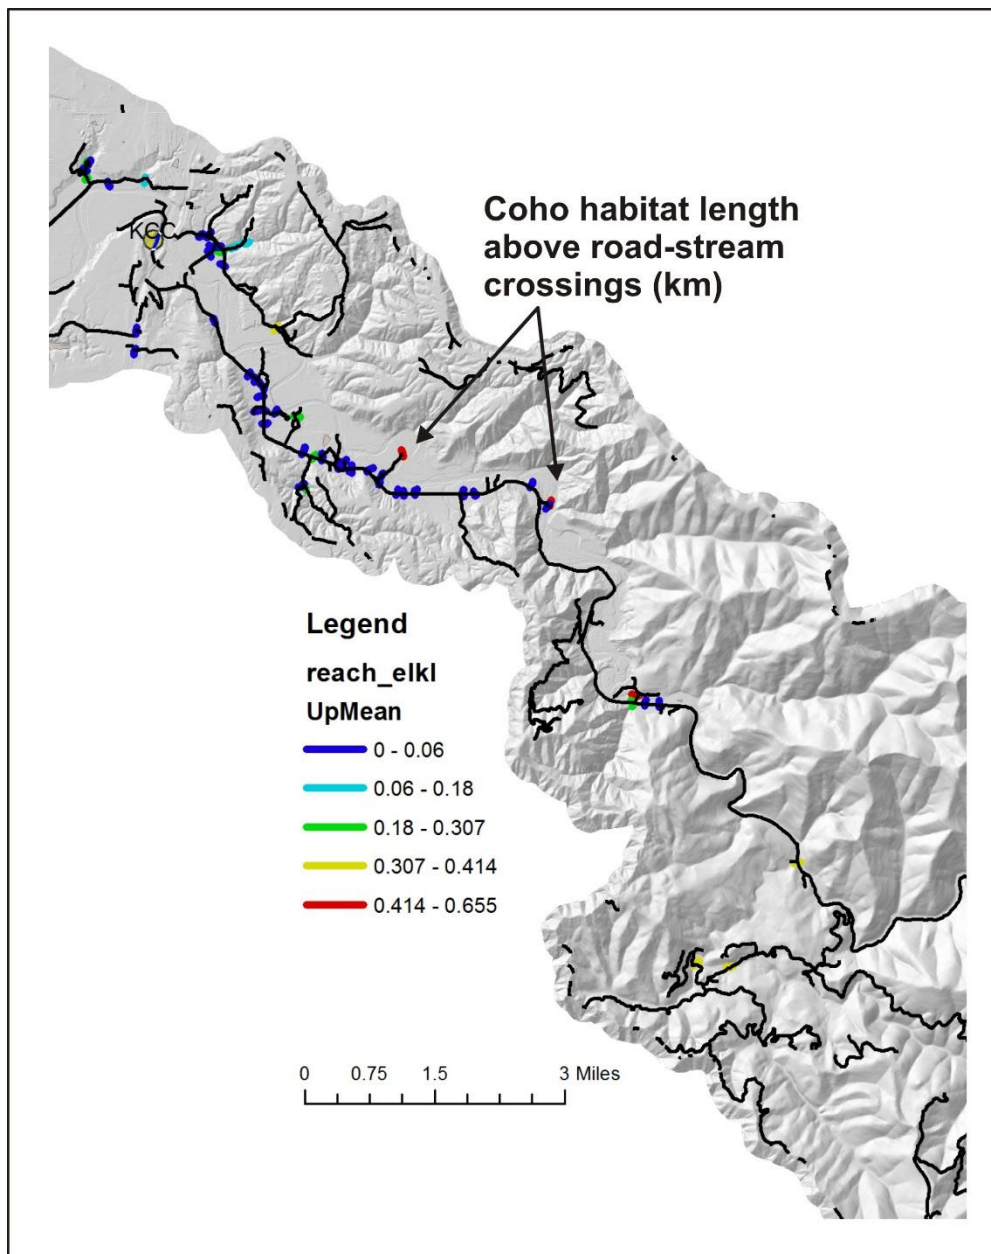 KCC
Coho habitat length
above road-stream
crossings (km)
Legend
reach_elkl
UpMean
0 - 0.06
0.06 - 0.18
0.18 - 0.307
0.307 - 0.414
0.414 - 0.655
0 0.75 1.5 3 Miles